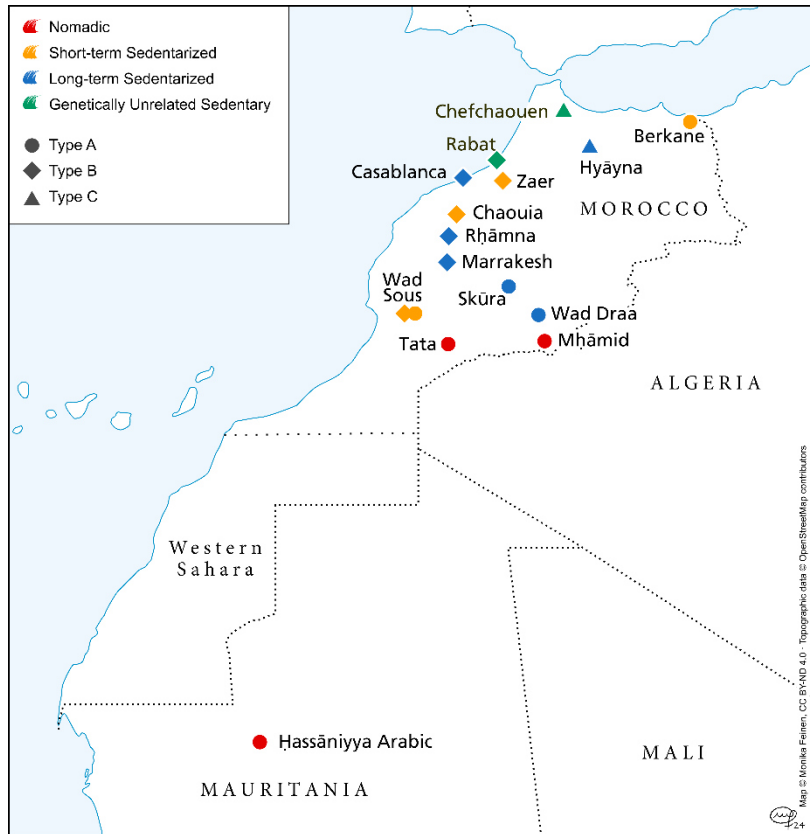 Nomadic
Short-term Sedentarized
Long-term Sedentarized
Genetically Unrelated Sedentary
Type A
Type B
Type C
Chefchaouen
Berkane
Rabat
Hyāyna
Casablanca
Zaer
MOROCCO
Chaouia
Rḥāmna
Marrakesh
Wad
Sous
Skūra
Wad Draa
Tata
Mḥāmid
ALGERIA
Western
Sahara
Ḥassāniyya Arabic
MALI
MAURITANIA
Map © Monika Feinen, CC BY-ND 4.0 - Topographic data © OpenStreetMap contributors
24